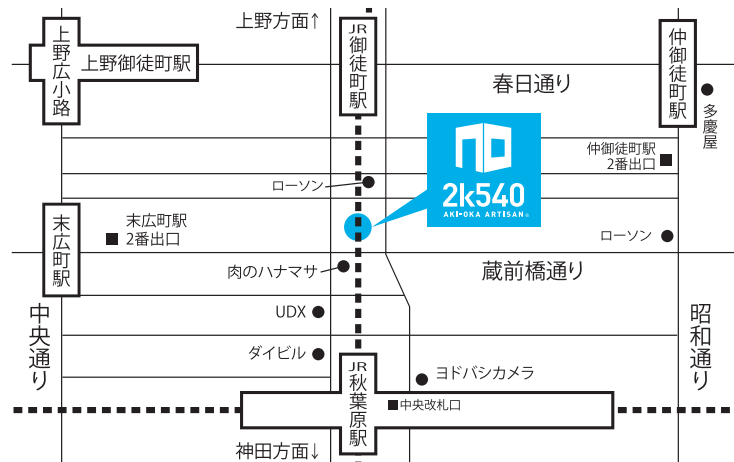 上野方面↑
JR御徒町駅
上野広小路
上野御徒町駅
仲御徒町駅
春日通り
多慶屋
仲御徒町駅
2番出口
ローソン
2k540
AKI-OKA ARTISAN
末広町駅
末広町駅
2番出口
ローソン
肉のハナマサ
蔵前橋通り
中央通り
UDX
昭和通り
ダイビル
JR秋葉原駅
ヨドバシカメラ
中央改札口
神田方面↓